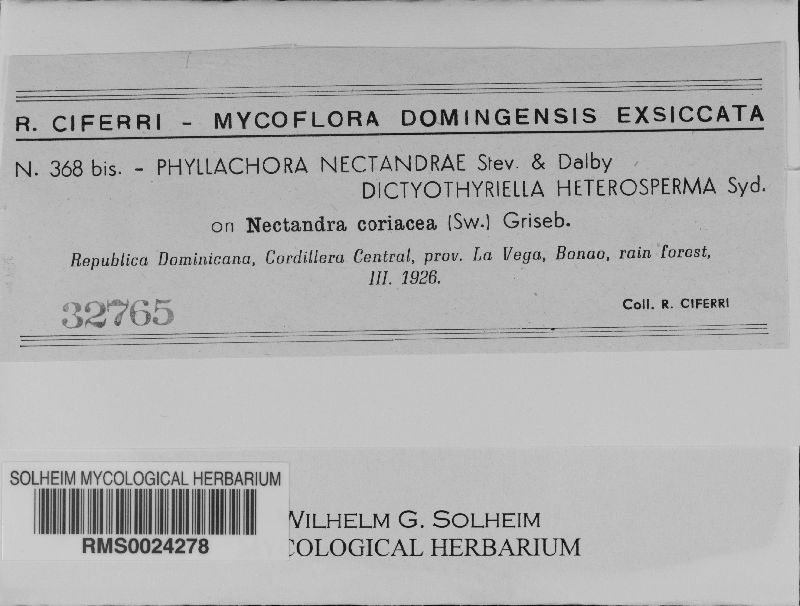 R. CIFERRI - MYCOFLORA DOMINGENSIS EXSICCATA
N. 368 bis. - PHYLLACHORA NECTANDRAE Stev. & Dalby
DICTYOTHYRIELLA HETEROSPERMA Syd.
on Nectandra coriacea (Sw.) Griseb.
Republica Dominicana, Cordillera Central, prov. La Vega, Bonao, rain forest,
III. 1926.
32765
Coll. R. CIFERRI
SOLHEIM MYCOLOGICAL HERBARIUM
RMS0024278
WILHELM G. SOLHEIM
COLOGICAL HERBARIUM